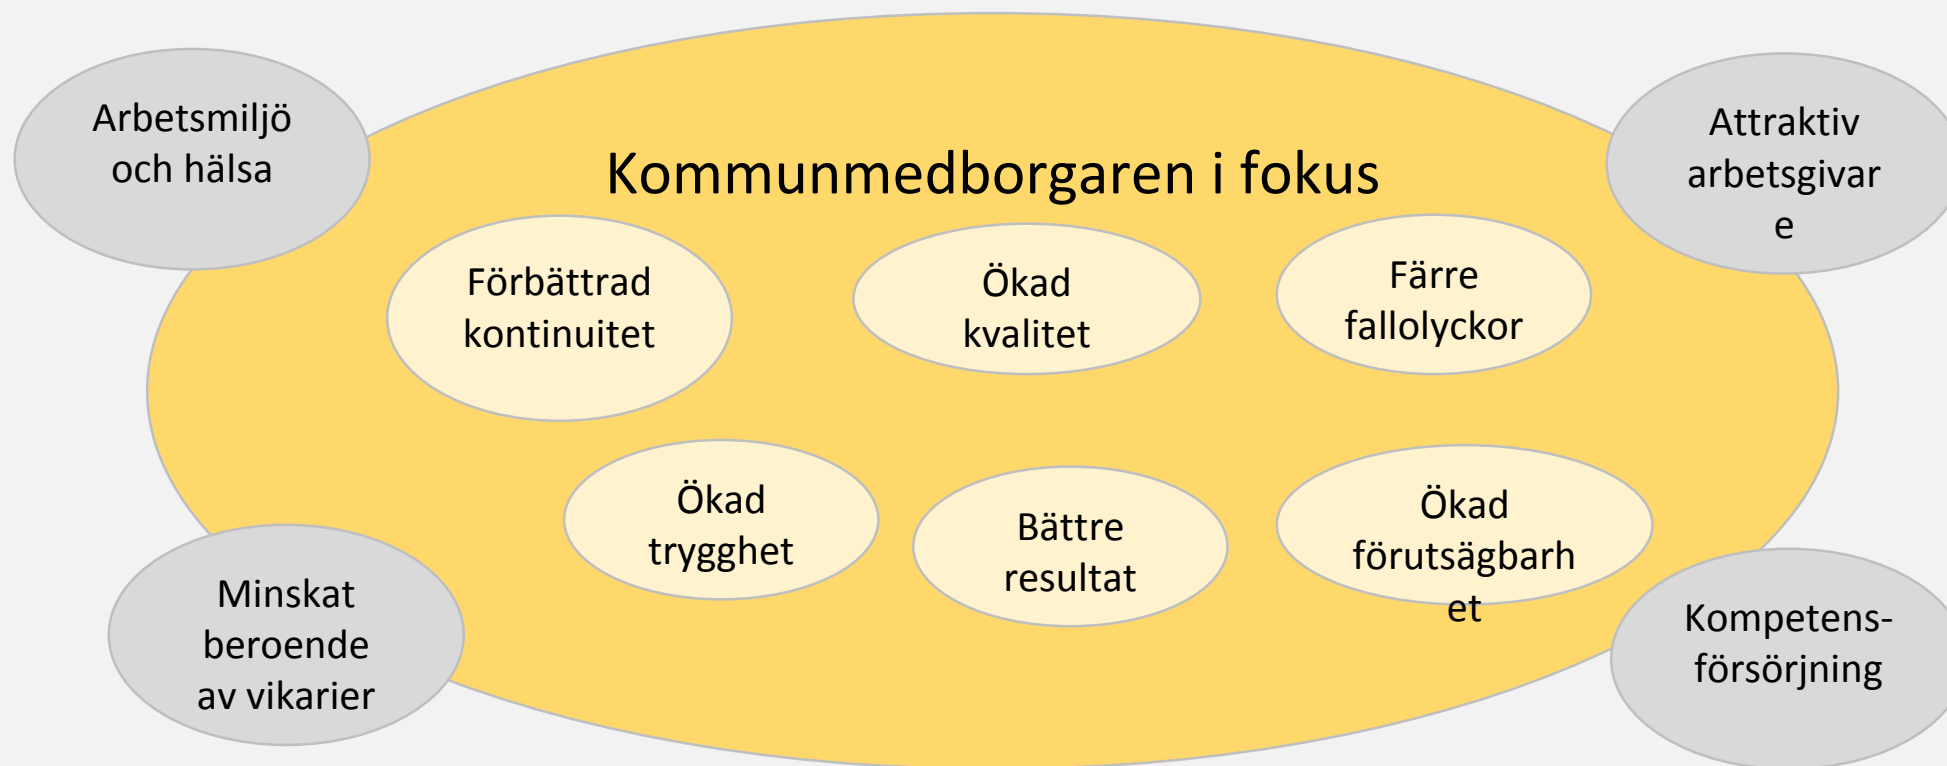 Arbetsmiljö
och hälsa
Attraktiv
arbetsgivar
e
Kommunmedborgaren i fokus
Förbättrad
kontinuitet
Ökad
kvalitet
Färre
fallolyckor
Ökad
trygghet
Bättre
resultat
Ökad
förutsägbarh
et
Minskat
beroende
av vikarier
Kompetens-
försörjning